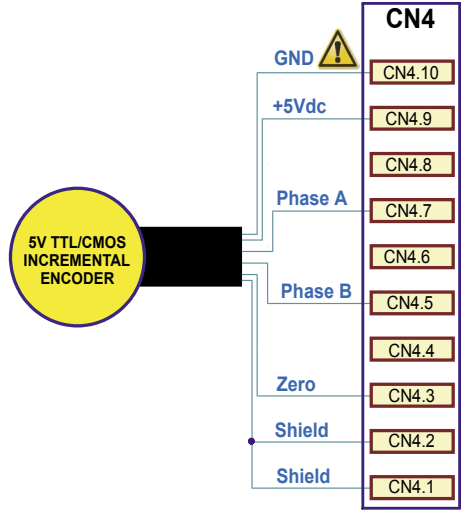 CN4
GND
CN4.10
+5Vdc
CN4.9
CN4.8
Phase A
CN4.7
5V TTL/CMOS
INCREMENTAL
ENCODER
CN4.6
Phase B
CN4.5
CN4.4
Zero
CN4.3
Shield
CN4.2
Shield
CN4.1